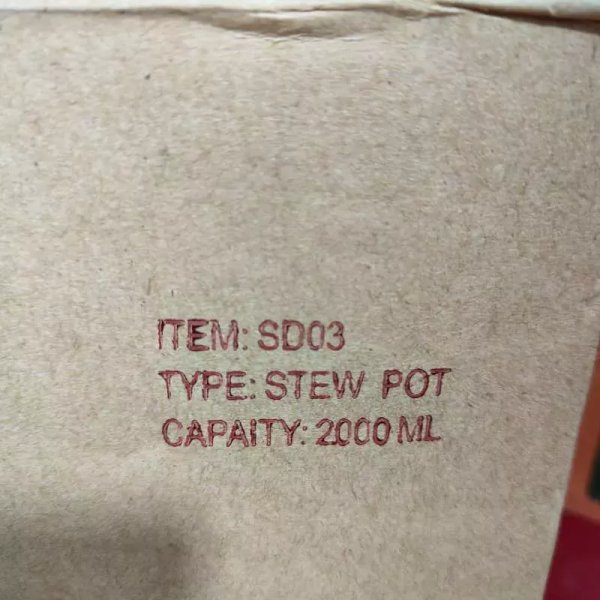 ITEM: SD03
TYPE: STEW POT
CAPAITY: 2000 ML